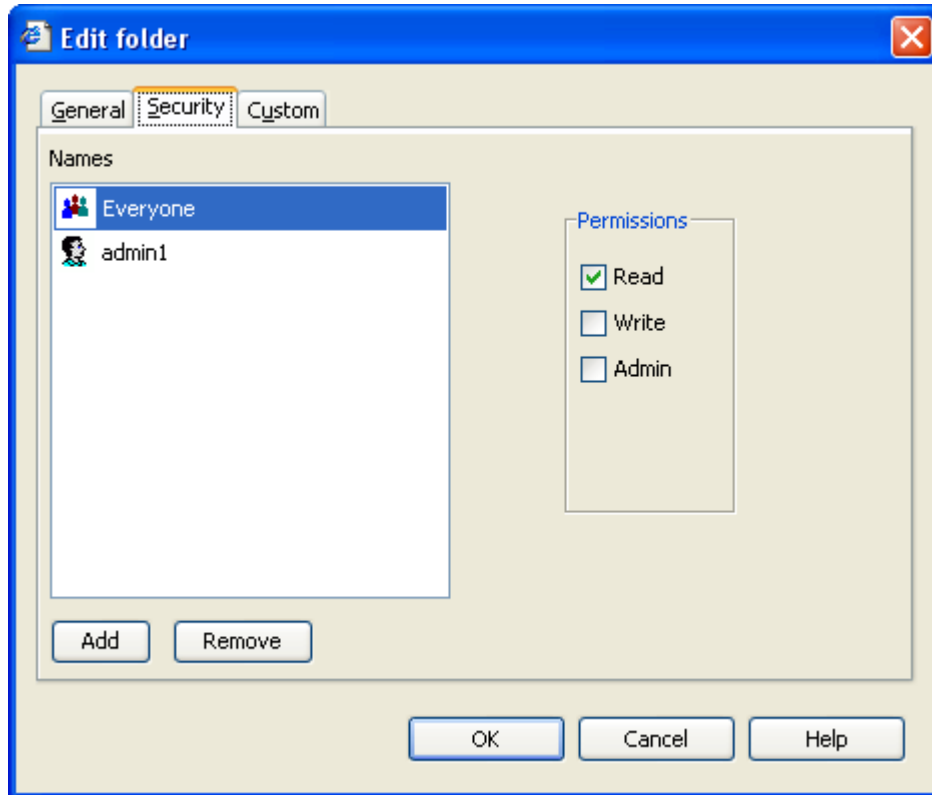 Edit folder
General Security Custom
Names
Everyone
admin1
Permissions
Read
Write
Admin
Add Remove
OK Cancel Help